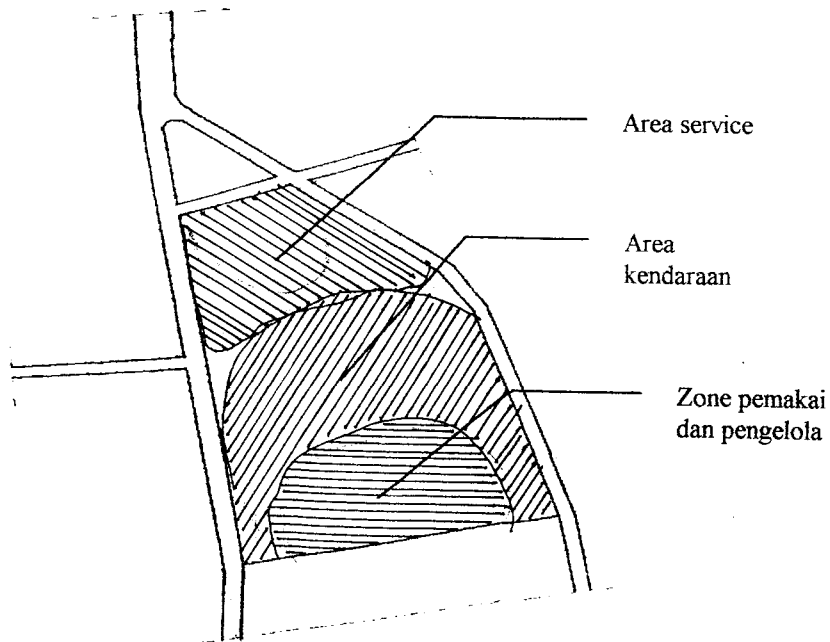 Area service
Area
kendaraan
Zone pemakai
dan pengelola